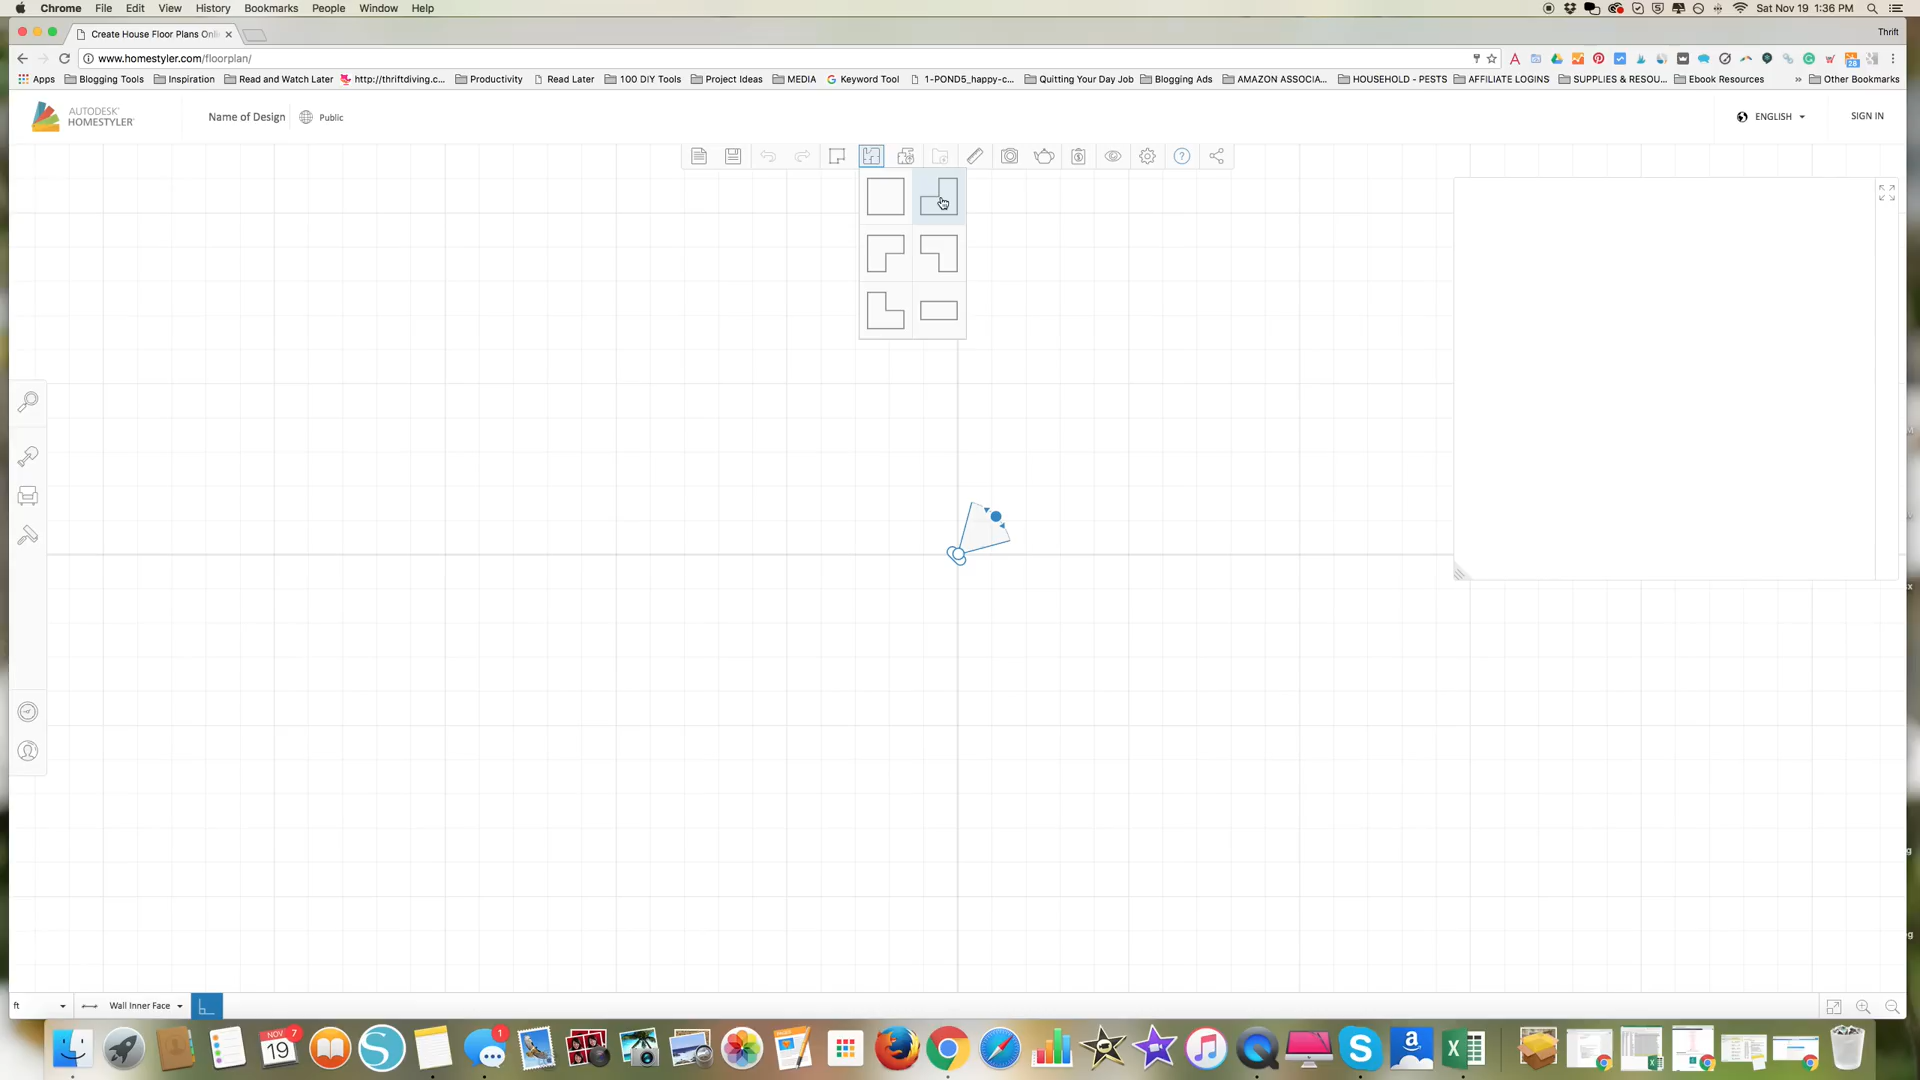 Chrome File Edit View History Bookmarks People Window Help Sat Nov 19 1:36 PM
Create House Floor Plans Onli Thrift
www.homestyler.com/floorplan/
Apps Blogging Tools Inspiration Read and Watch Later http://thriftdiving.c... Productivity Read Later 100 DIY Tools Project Ideas MEDIA Keyword Tool 1-POND5_happy-c... Quitting Your Day Job Blogging Ads AMAZON ASSOCIA... HOUSEHOLD - PESTS AFFILIATE LOGINS SUPPLIES & RESOU... Ebook Resources » Other Bookmarks
AUTODESK
HOMESTYLER
Name of Design Public ENGLISH SIGN IN
ft Wall Inner Face
NOV. 7
19
1